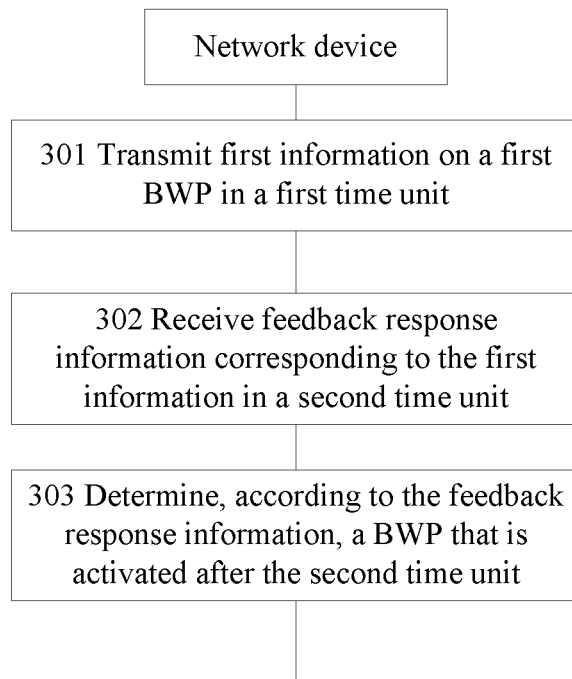 Network device
301 Transmit first information on a first
BWP in a first time unit
302 Receive feedback response
information corresponding to the first
information in a second time unit
303 Determine, according to the feedback
response information, a BWP that is
activated after the second time unit